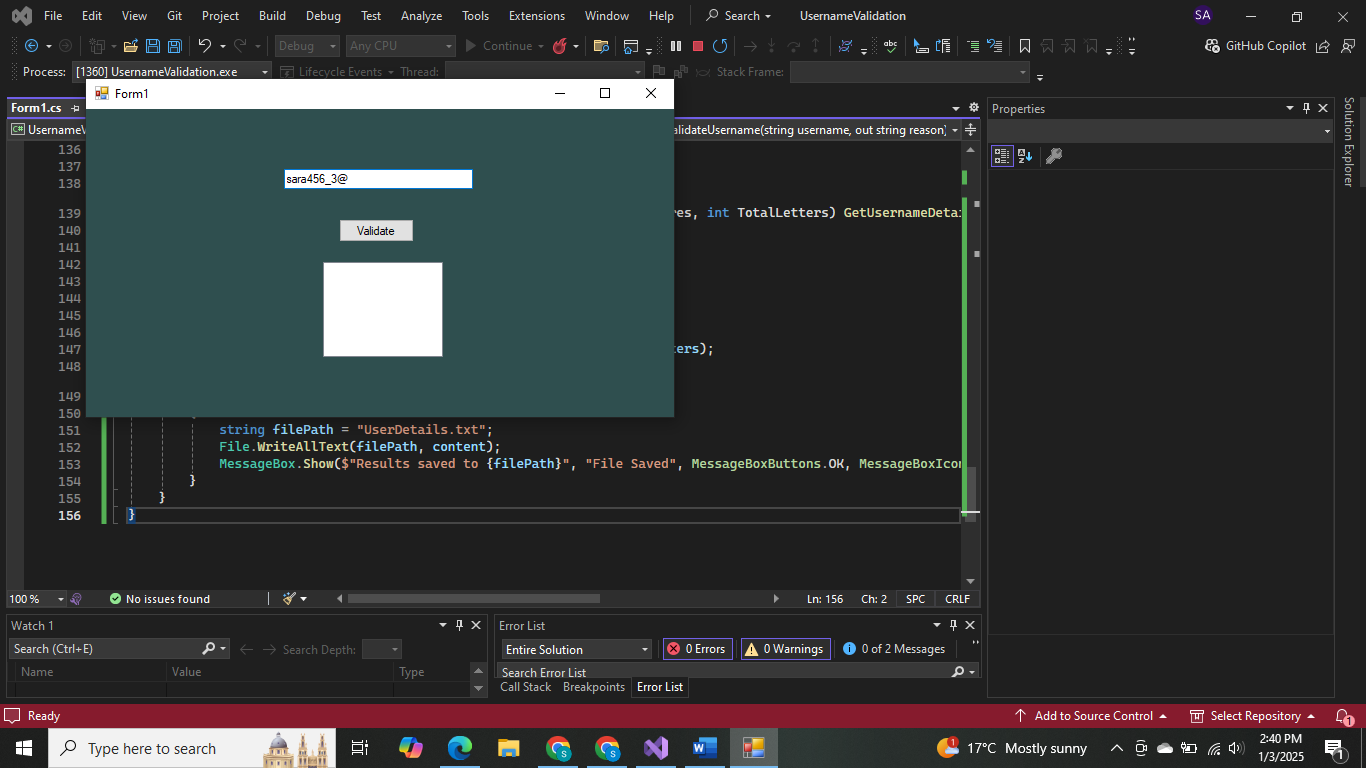 File Edit View Git Project Build Debug Test Analyze Tools Extensions Window Help Search UsernameValidation SA
Debug Any CPU Continue GitHub Copilot
Process: [1360] UsernameValidation.exe Lifecycle Events Thread: Stack Frame:
Form1
Form1.cs
Properties
Solution Explorer
C# UsernameV
alidateUsername(string username, out string reason)
136
137
138
sara456_3@
139 res, int TotalLetters) GetUsernameDetai
140
Validate
141
142
143
144
145
146
147 ters);
148
149
150
151 string filePath = "UserDetails.txt";
152 File.WriteAllText(filePath, content);
153 MessageBox.Show($"Results saved to {filePath}", "File Saved", MessageBoxButtons.OK, MessageBoxIcon
154 }
155 }
156 }
100 % No issues found Ln: 156 Ch: 2 SPC CRLF
Watch 1
Search (Ctrl+E) Search Depth:
Name Value Type
Error List
Entire Solution 0 Errors 0 Warnings 0 of 2 Messages
Search Error List
Call Stack Breakpoints Error List
Ready Add to Source Control Select Repository 1
Type here to search 1 17°C Mostly sunny 2:40 PM
1/3/2025 1